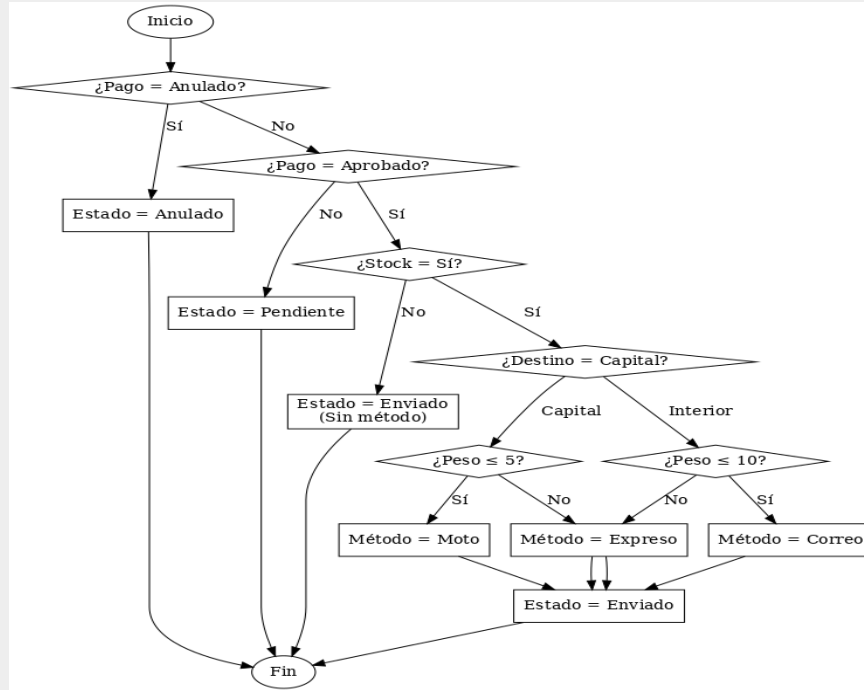 Inicio
¿Pago = Anulado?
Sí
No
¿Pago = Aprobado?
Estado = Anulado
No
Sí
¿Stock = Sí?
Estado = Pendiente
No
Sí
¿Destino = Capital?
Estado = Enviado
(Sin método)
Capital
Interior
¿Peso ≤ 5?
¿Peso ≤ 10?
Sí
No
No
Sí
Método = Moto
Método = Expreso
Método = Correo
Estado = Enviado
Fin